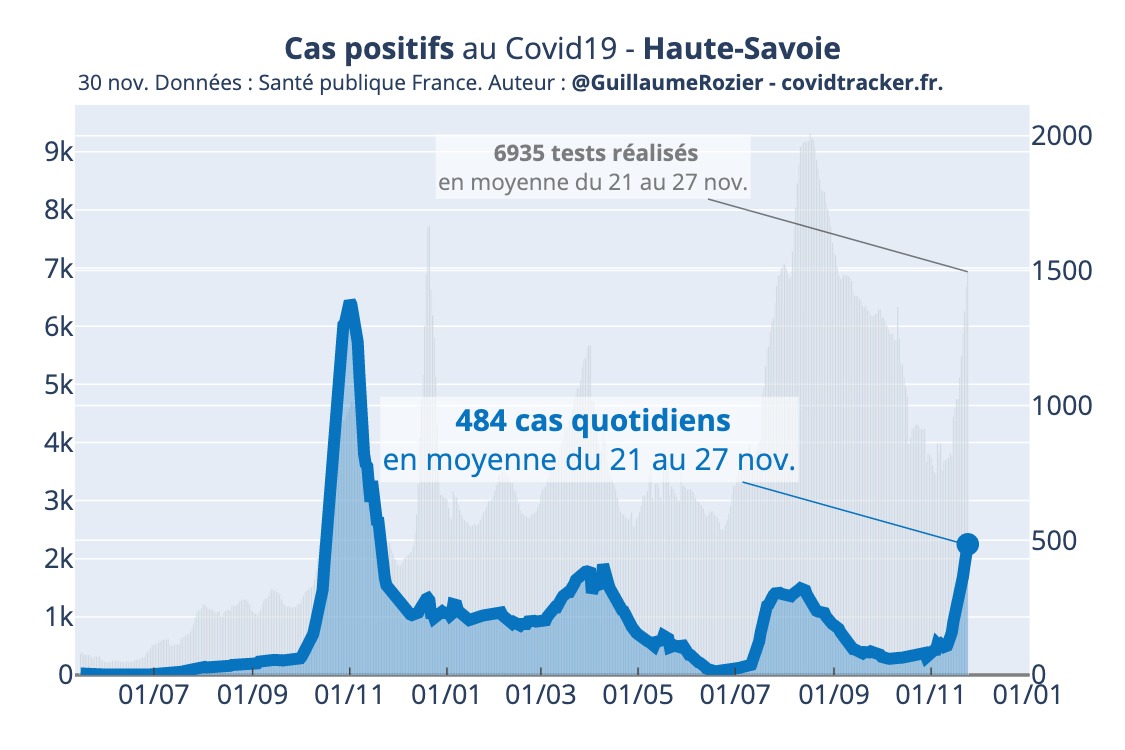 Cas positifs au Covid19 - Haute-Savoie
30 nov. Données : Santé publique France. Auteur : @GuillaumeRozier - covidtracker.fr.
6935 tests réalisés
en moyenne du 21 au 27 nov.
484 cas quotidiens
en moyenne du 21 au 27 nov.
9k
8k
7k
6k
5k
4k
3k
2k
1k
0
2000
1500
1000
500
0
01/07 01/09 01/11 01/01 01/03 01/05 01/07 01/09 01/11 01/01